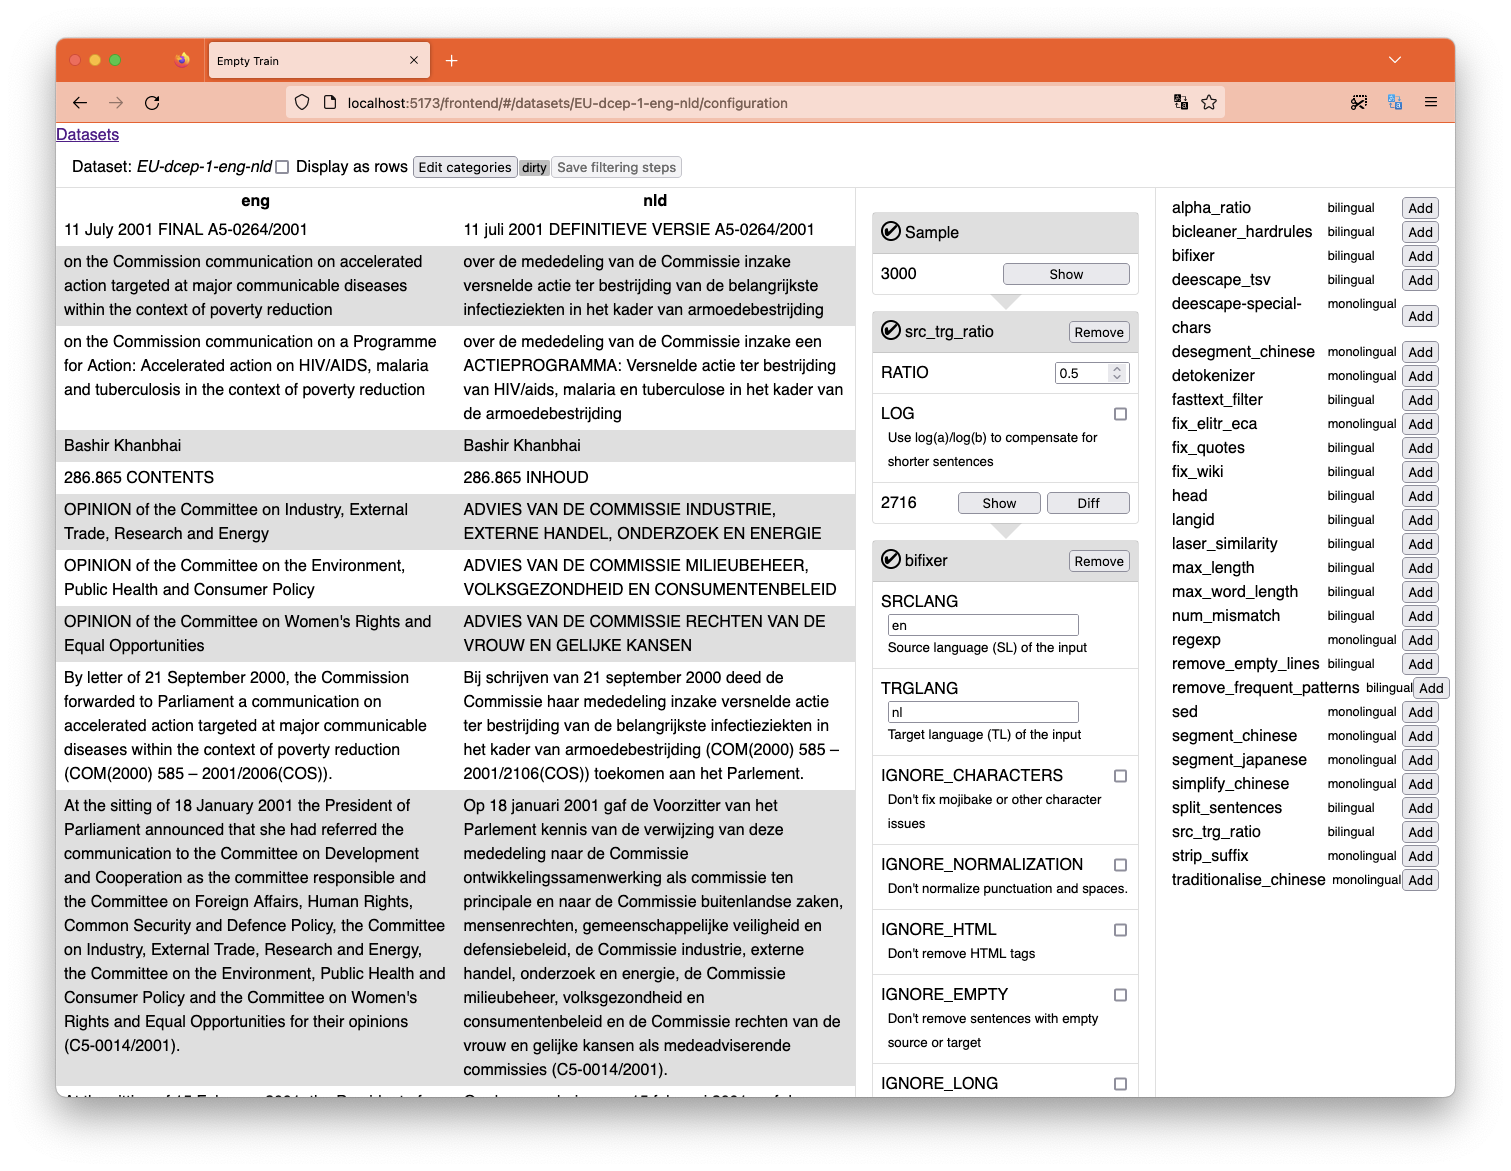 Empty Train
localhost:5173/frontend/#/datasets/EU-dcep-1-eng-nld/configuration
Datasets
Dataset: EU-dcep-1-eng-nld Display as rows Edit categories dirty Save filtering steps
eng
nld
11 July 2001 FINAL A5-0264/2001
11 juli 2001 DEFINITIEVE VERSIE A5-0264/2001
on the Commission communication on accelerated
action targeted at major communicable diseases
within the context of poverty reduction
over de mededeling van de Commissie inzake
versnelde actie ter bestrijding van de belangrijkste
infectieziekten in het kader van armoedebestrijding
on the Commission communication on a Programme
for Action: Accelerated action on HIV/AIDS, malaria
and tuberculosis in the context of poverty reduction
over de mededeling van de Commissie inzake een
ACTIEPROGRAMMA: Versnelde actie ter bestrijding
van HIV/aids, malaria en tuberculose in het kader van
de armoedebestrijding
Bashir Khanbhai
Bashir Khanbhai
286.865 CONTENTS
286.865 INHOUD
OPINION of the Committee on Industry, External
Trade, Research and Energy
ADVIES VAN DE COMMISSIE INDUSTRIE,
EXTERNE HANDEL, ONDERZOEK EN ENERGIE
OPINION of the Committee on the Environment,
Public Health and Consumer Policy
ADVIES VAN DE COMMISSIE MILIEUBEHEER,
VOLKSGEZONDHEID EN CONSUMENTENBELEID
OPINION of the Committee on Women's Rights and
Equal Opportunities
ADVIES VAN DE COMMISSIE RECHTEN VAN DE
VROUW EN GELIJKE KANSEN
By letter of 21 September 2000, the Commission
forwarded to Parliament a communication on
accelerated action targeted at major communicable
diseases within the context of poverty reduction
(COM(2000) 585 – 2001/2006(COS)).
Bij schrijven van 21 september 2000 deed de
Commissie haar mededeling inzake versnelde actie
ter bestrijding van de belangrijkste infectieziekten in
het kader van armoedebestrijding (COM(2000) 585 –
2001/2106(COS)) toekomen aan het Parlement.
At the sitting of 18 January 2001 the President of
Parliament announced that she had referred the
communication to the Committee on Development
and Cooperation as the committee responsible and
the Committee on Foreign Affairs, Human Rights,
Common Security and Defence Policy, the Committee
on Industry, External Trade, Research and Energy,
the Committee on the Environment, Public Health and
Consumer Policy and the Committee on Women's
Rights and Equal Opportunities for their opinions
(C5-0014/2001).
Op 18 januari 2001 gaf de Voorzitter van het
Parlement kennis van de verwijzing van deze
mededeling naar de Commissie
ontwikkelingssamenwerking als commissie ten
principale en naar de Commissie buitenlandse zaken,
mensenrechten, gemeenschappelijke veiligheid en
defensiebeleid, de Commissie industrie, externe
handel, onderzoek en energie, de Commissie
milieubeheer, volksgezondheid en
consumentenbeleid en de Commissie rechten van de
vrouw en gelijke kansen als medeadviserende
commissies (C5-0014/2001).
Sample
3000 Show
src_trg_ratio Remove
RATIO 0.5
LOG
Use log(a)/log(b) to compensate for
shorter sentences
2716 Show Diff
bifixer Remove
SRCLANG
en
Source language (SL) of the input
TRGLANG
nl
Target language (TL) of the input
IGNORE_CHARACTERS
Don't fix mojibake or other character
issues
IGNORE_NORMALIZATION
Don't normalize punctuation and spaces.
IGNORE_HTML
Don't remove HTML tags
IGNORE_EMPTY
Don't remove sentences with empty
source or target
IGNORE_LONG
alpha_ratio bilingual Add
bicleaner_hardrules bilingual Add
bifixer bilingual Add
deescape_tsv bilingual Add
deescape-special-
chars monolingual Add
desegment_chinese monolingual Add
detokenizer monolingual Add
fasttext_filter bilingual Add
fix_elitr_eca monolingual Add
fix_quotes bilingual Add
fix_wiki bilingual Add
head bilingual Add
langid bilingual Add
laser_similarity bilingual Add
max_length bilingual Add
max_word_length bilingual Add
num_mismatch bilingual Add
regexp monolingual Add
remove_empty_lines bilingual Add
remove_frequent_patterns bilingual Add
sed monolingual Add
segment_chinese monolingual Add
segment_japanese monolingual Add
simplify_chinese monolingual Add
split_sentences bilingual Add
src_trg_ratio bilingual Add
strip_suffix monolingual Add
traditionalise_chinese monolingual Add